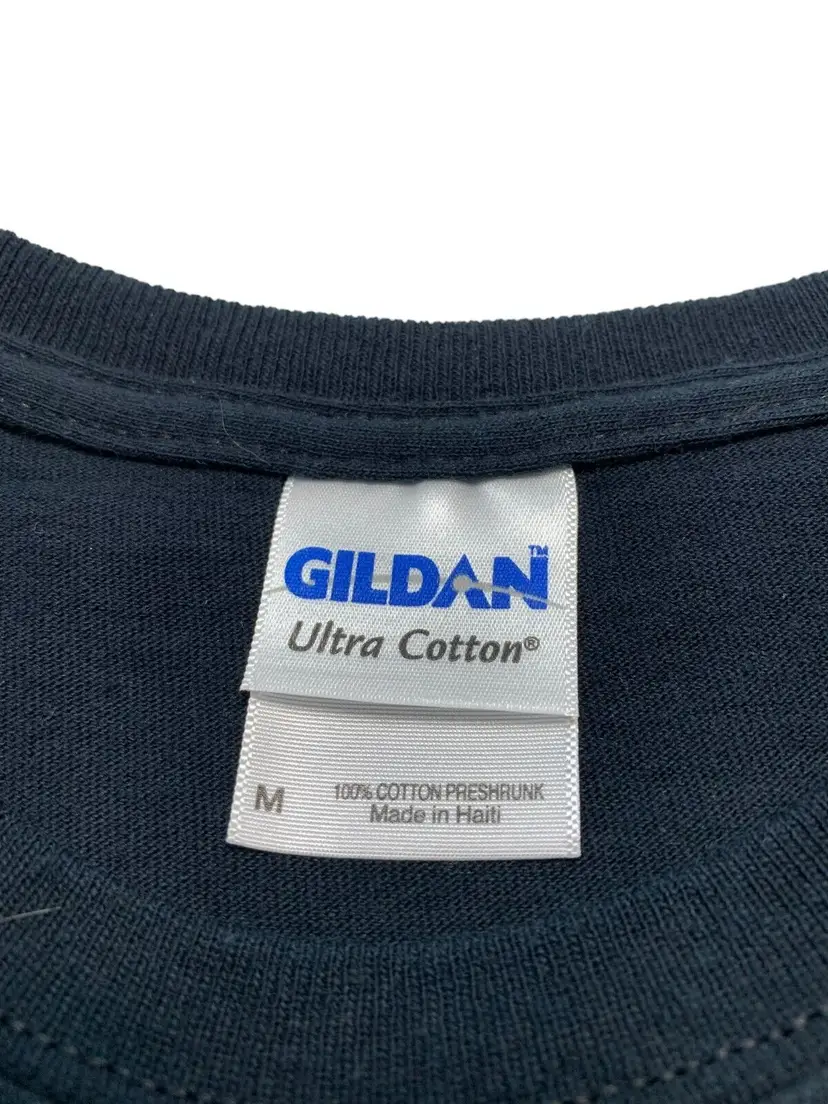 GILDAN™
Ultra Cotton®
M
100% COTTON PRESHRUNK
Made in Haiti